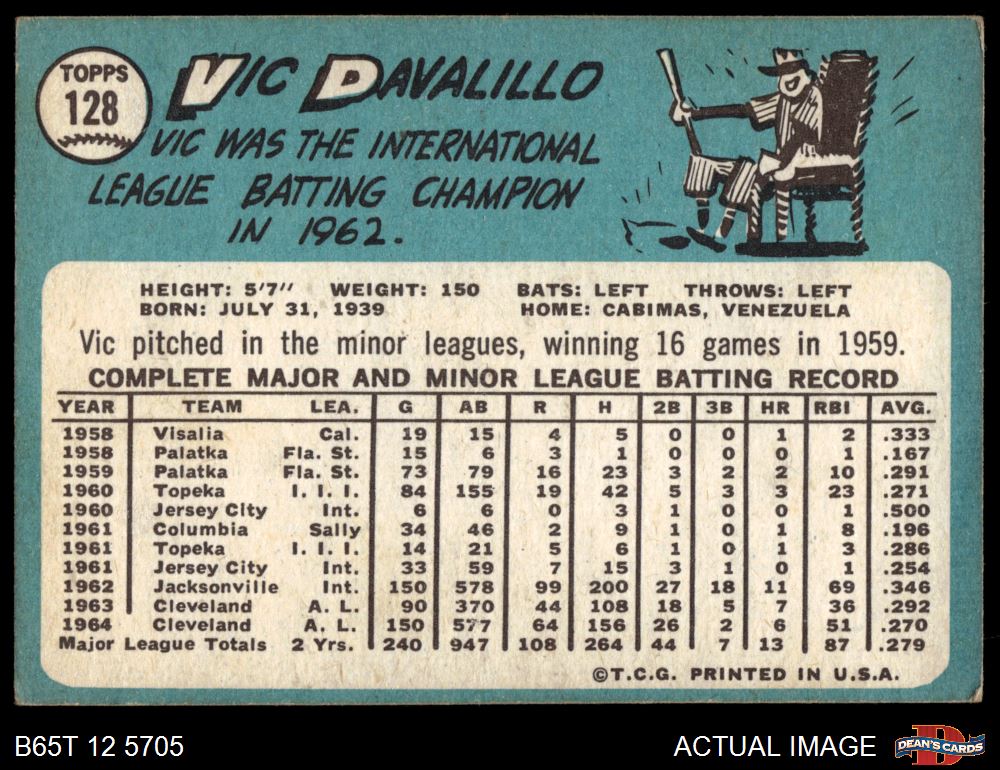 TOPPS
128
VIC DAVALILLO
VIC WAS THE INTERNATIONAL
LEAGUE BATTING CHAMPION
IN 1962.
HEIGHT: 5'7" WEIGHT: 150 BATS: LEFT THROWS: LEFT
BORN: JULY 31, 1939 HOME: CABIMAS, VENEZUELA
Vic pitched in the minor leagues, winning 16 games in 1959.
COMPLETE MAJOR AND MINOR LEAGUE BATTING RECORD
YEAR TEAM LEA. G AB R H 2B 3B HR RBI AVG.
1958 Visalia Cal. 19 15 4 5 0 0 1 2 .333
1958 Palatka Fla. St. 15 6 3 1 0 0 0 1 .167
1959 Palatka Fla. St. 73 79 16 23 3 2 2 10 .291
1960 Topeka I. I. I. 84 155 19 42 5 3 3 23 .271
1960 Jersey City Int. 6 6 0 3 1 0 0 1 .500
1961 Columbia Sally 34 46 2 9 1 0 1 8 .196
1961 Topeka I. I. I. 14 21 5 6 1 0 1 3 .286
1961 Jersey City Int. 33 59 7 15 3 1 0 1 .254
1962 Jacksonville Int. 150 578 99 200 27 18 11 69 .346
1963 Cleveland A. L. 90 370 44 108 18 5 7 36 .292
1964 Cleveland A. L. 150 577 64 156 26 2 6 51 .270
Major League Totals 2 Yrs. 240 947 108 264 44 7 13 87 .279
©T.C.G. PRINTED IN U.S.A.
B65T 12 5705 ACTUAL IMAGE DEAN'S CARDS